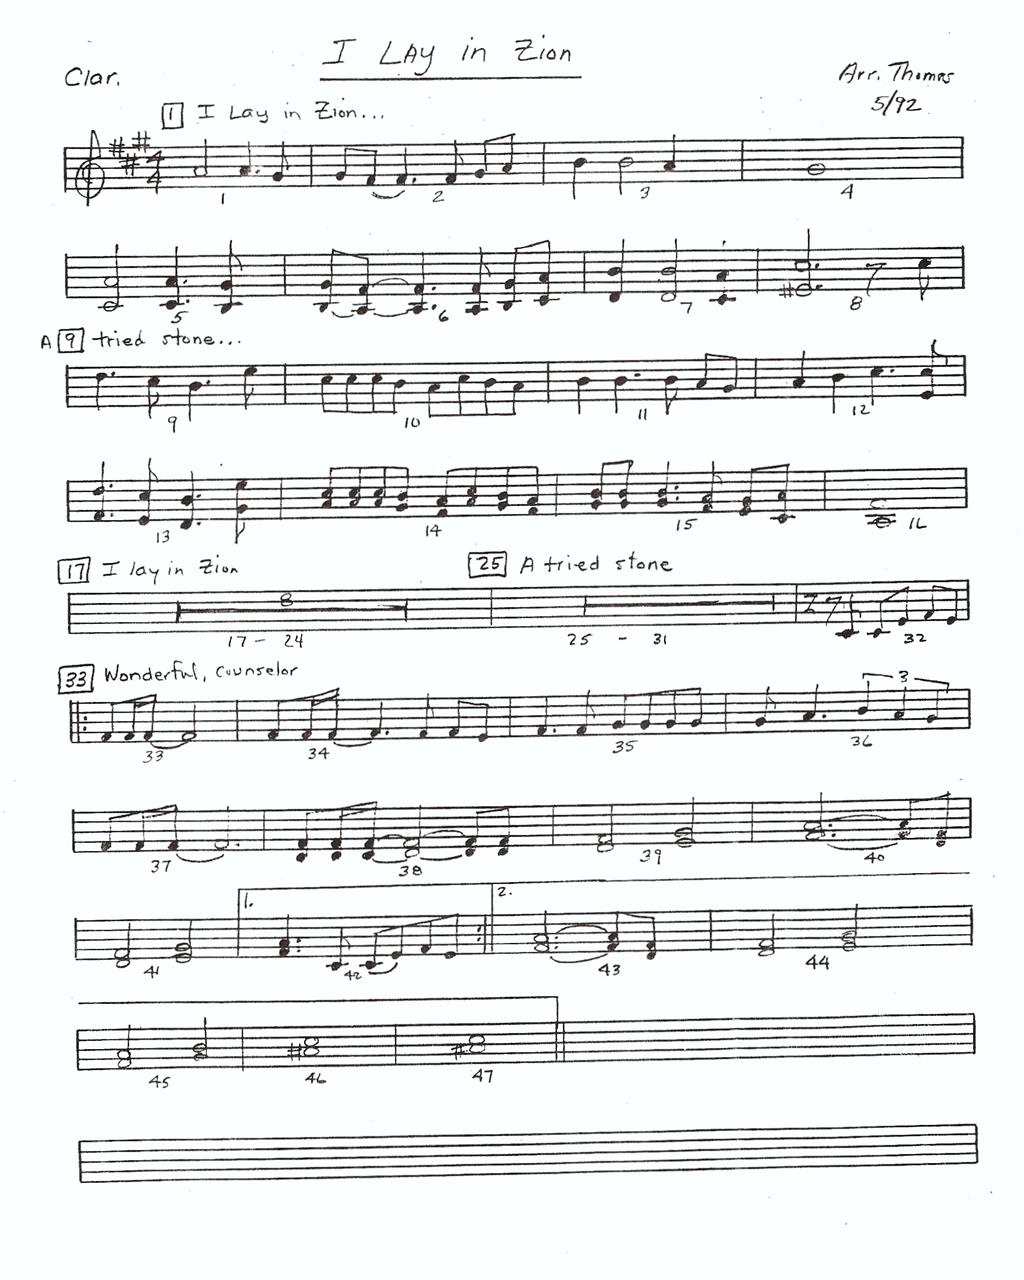 I LAY in Zion
Clar.
Arr. Thomas
5/92
1 I Lay in Zion...
4
4
1 2 3 4
5 6 7 8
A 9 tried stone...
9 10 11 12
13 14 15 16
17 I lay in Zion 25 A tried stone
8
17 - 24 25 - 31 32
33 Wonderful, counselor
3
33 34 35 36
37 38 39 40
1. 2.
41 42 43 44
45 46 47